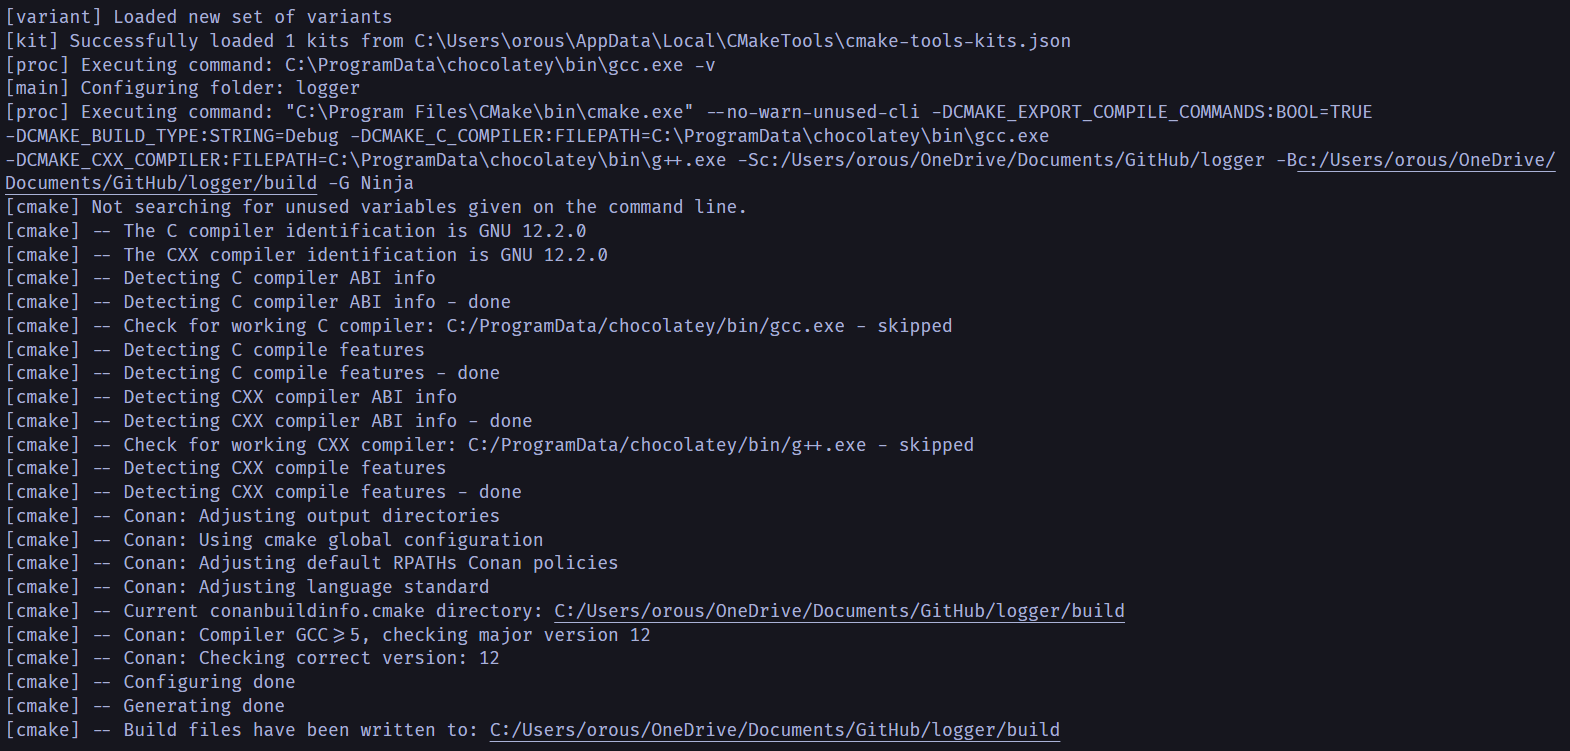 [variant] Loaded new set of variants
[kit] Successfully loaded 1 kits from C:\Users\orous\AppData\Local\CMakeTools\cmake-tools-kits.json
[proc] Executing command: C:\ProgramData\chocolatey\bin\gcc.exe -v
[main] Configuring folder: logger
[proc] Executing command: "C:\Program Files\CMake\bin\cmake.exe" --no-warn-unused-cli -DCMAKE_EXPORT_COMPILE_COMMANDS:BOOL=TRUE
-DCMAKE_BUILD_TYPE:STRING=Debug -DCMAKE_C_COMPILER:FILEPATH=C:\ProgramData\chocolatey\bin\gcc.exe
-DCMAKE_CXX_COMPILER:FILEPATH=C:\ProgramData\chocolatey\bin\g++.exe -Sc:/Users/orous/OneDrive/Documents/GitHub/logger -Bc:/Users/orous/OneDrive/
Documents/GitHub/logger/build -G Ninja
[cmake] Not searching for unused variables given on the command line.
[cmake] -- The C compiler identification is GNU 12.2.0
[cmake] -- The CXX compiler identification is GNU 12.2.0
[cmake] -- Detecting C compiler ABI info
[cmake] -- Detecting C compiler ABI info - done
[cmake] -- Check for working C compiler: C:/ProgramData/chocolatey/bin/gcc.exe - skipped
[cmake] -- Detecting C compile features
[cmake] -- Detecting C compile features - done
[cmake] -- Detecting CXX compiler ABI info
[cmake] -- Detecting CXX compiler ABI info - done
[cmake] -- Check for working CXX compiler: C:/ProgramData/chocolatey/bin/g++.exe - skipped
[cmake] -- Detecting CXX compile features
[cmake] -- Detecting CXX compile features - done
[cmake] -- Conan: Adjusting output directories
[cmake] -- Conan: Using cmake global configuration
[cmake] -- Conan: Adjusting default RPATHs Conan policies
[cmake] -- Conan: Adjusting language standard
[cmake] -- Current conanbuildinfo.cmake directory: C:/Users/orous/OneDrive/Documents/GitHub/logger/build
[cmake] -- Conan: Compiler GCC>=5, checking major version 12
[cmake] -- Conan: Checking correct version: 12
[cmake] -- Configuring done
[cmake] -- Generating done
[cmake] -- Build files have been written to: C:/Users/orous/OneDrive/Documents/GitHub/logger/build